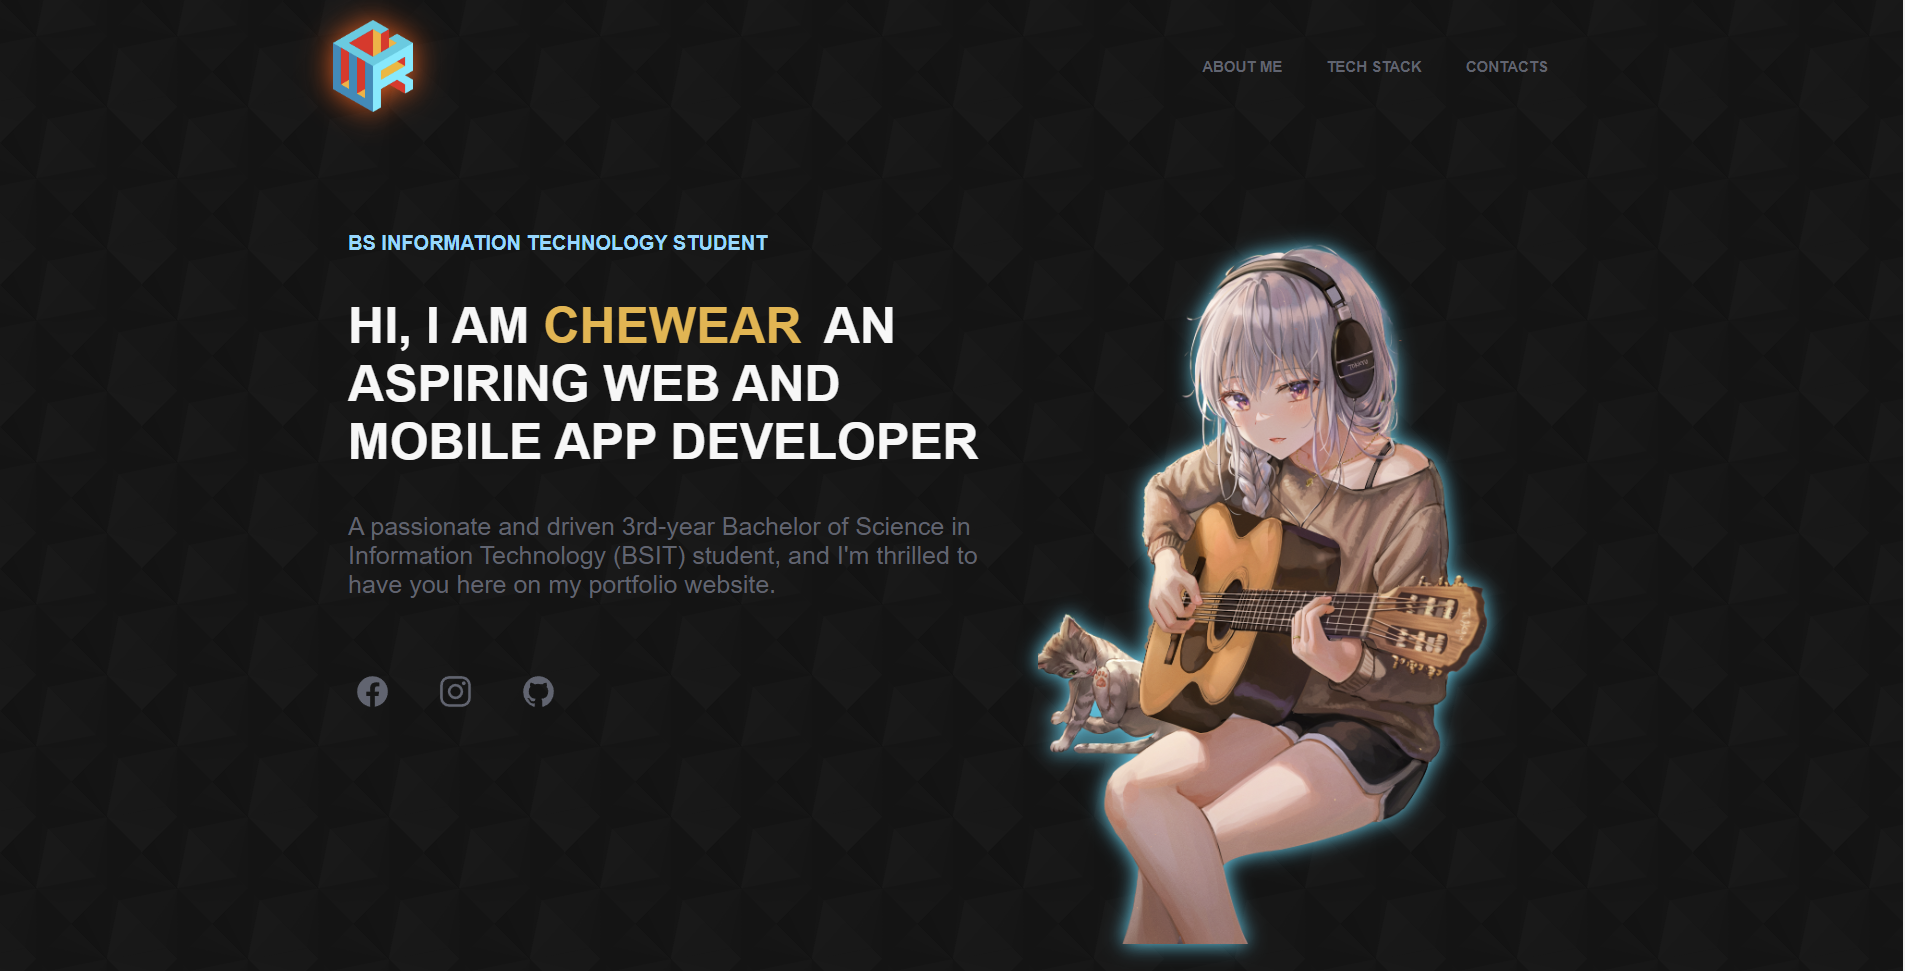 ABOUT ME
TECH STACK
CONTACTS
BS INFORMATION TECHNOLOGY STUDENT
HI, I AM CHEWEAR AN
ASPIRING WEB AND
MOBILE APP DEVELOPER
A passionate and driven 3rd-year Bachelor of Science in
Information Technology (BSIT) student, and I'm thrilled to
have you here on my portfolio website.